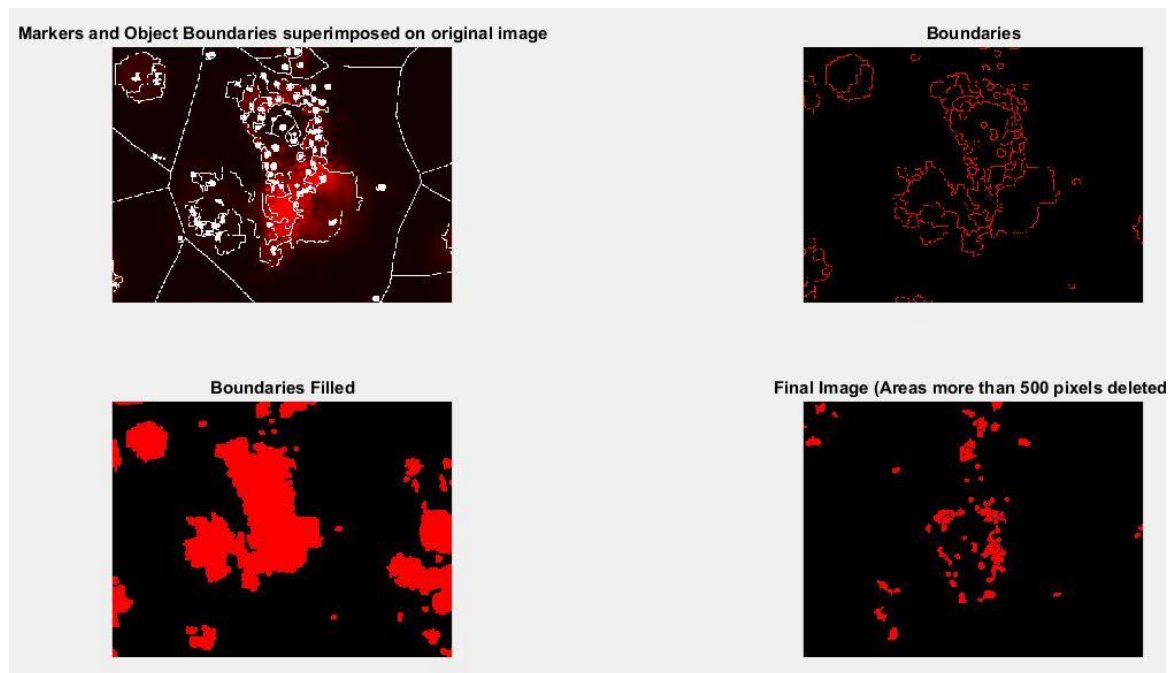 Markers and Object Boundaries superimposed on original image
Boundaries
Boundaries Filled
Final Image (Areas more than 500 pixels deleted